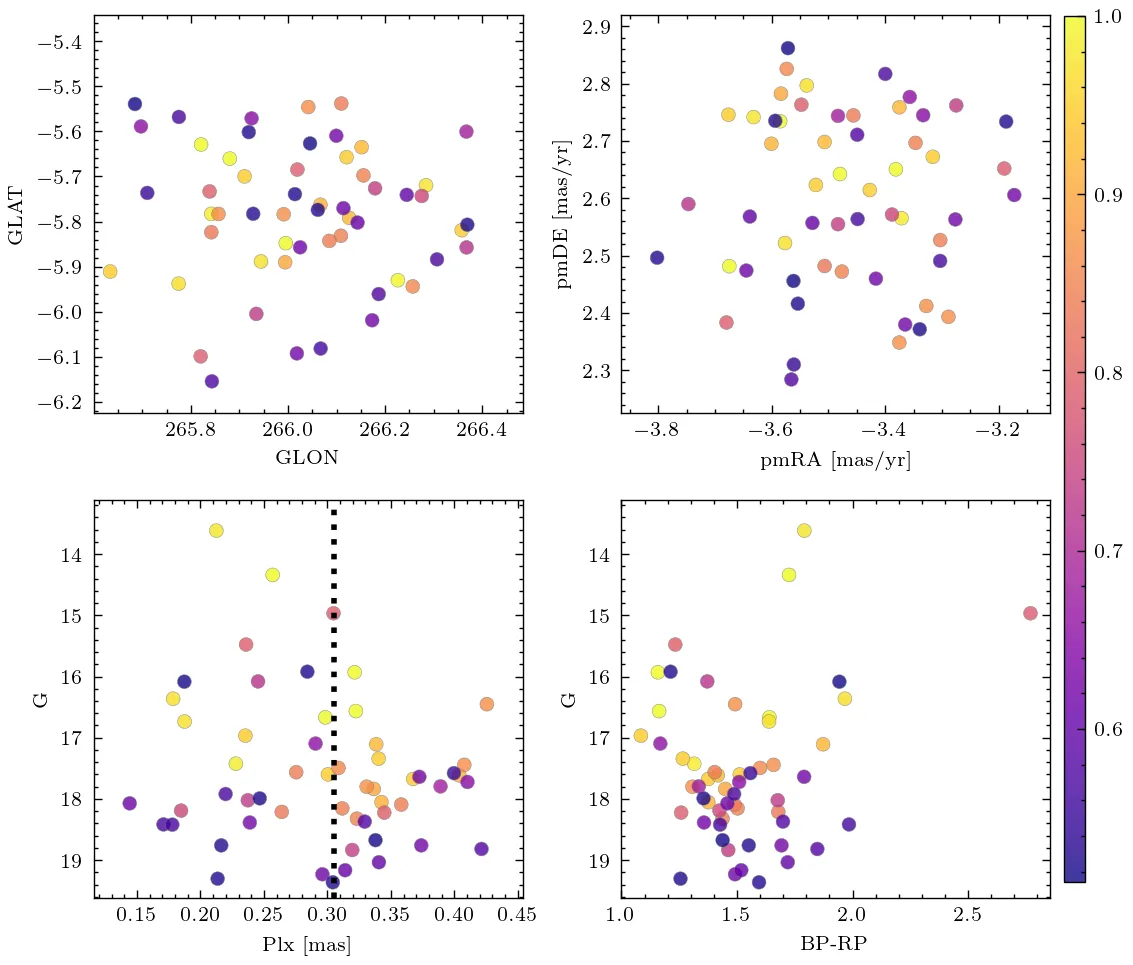 −5.4
−5.5
−5.6
−5.7
−5.8
−5.9
−6.0
−6.1
−6.2
GLAT
265.8 266.0 266.2 266.4
GLON
2.9
2.8
2.7
2.6
2.5
2.4
2.3
pmDE [mas/yr]
−3.8 −3.6 −3.4 −3.2
pmRA [mas/yr]
1.0
0.9
0.8
0.7
0.6
14
15
16
17
18
19
G
0.15 0.20 0.25 0.30 0.35 0.40 0.45
Plx [mas]
14
15
16
17
18
19
G
1.0 1.5 2.0 2.5
BP-RP